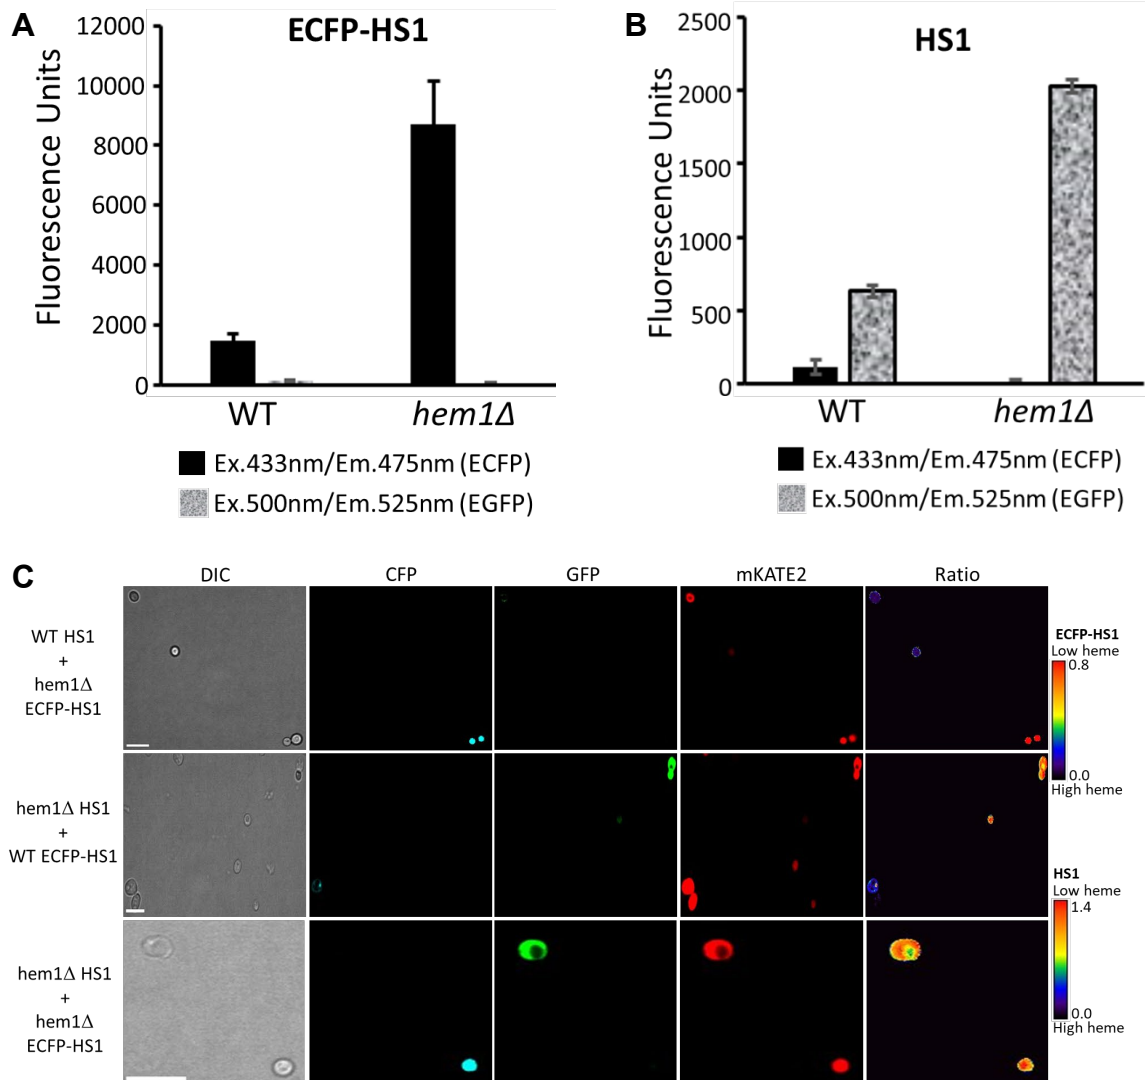 A
ECFP-HS1
Fluorescence Units
12000
10000
8000
6000
4000
2000
0
WT
hem1Δ
Ex.433nm/Em.475nm (ECFP)
Ex.500nm/Em.525nm (EGFP)
B
HS1
Fluorescence Units
2500
2000
1500
1000
500
0
WT
hem1Δ
Ex.433nm/Em.475nm (ECFP)
Ex.500nm/Em.525nm (EGFP)
C
DIC CFP GFP mKATE2 Ratio
WT HS1
+
hem1Δ
ECFP-HS1
hem1Δ HS1
+
WT ECFP-HS1
hem1Δ HS1
+
hem1Δ
ECFP-HS1
ECFP-HS1
Low heme
0.8
0.0
High heme
HS1
Low heme
1.4
0.0
High heme